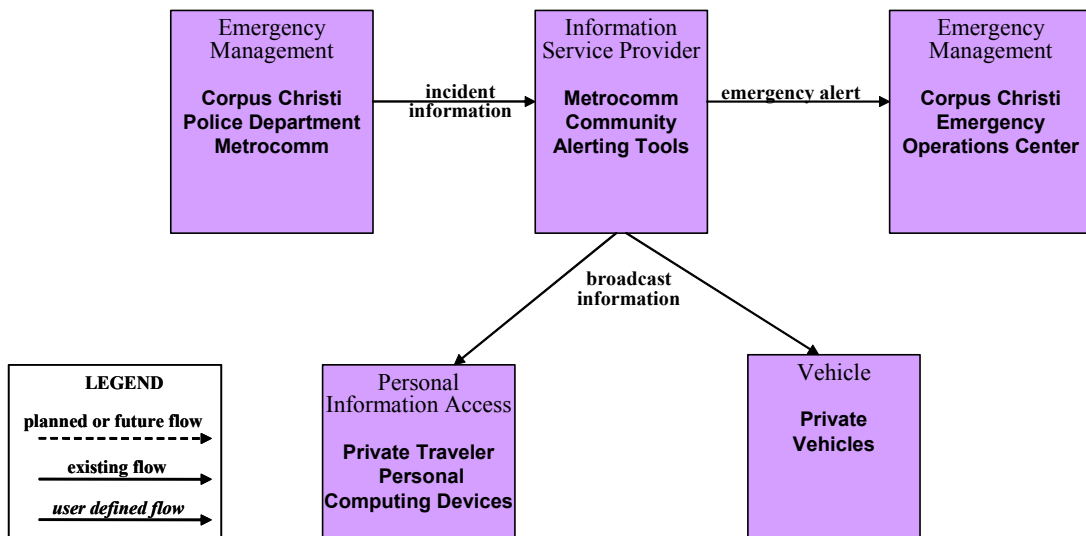 Emergency
Management
Corpus Christi
Police Department
Metrocomm
incident
information
Information
Service Provider
Metrocomm
Community
Alerting Tools
emergency alert
Emergency
Management
Corpus Christi
Emergency
Operations Center
broadcast
information
LEGEND
planned or future flow
existing flow
user defined flow
Personal
Information Access
Private Traveler
Personal
Computing Devices
Vehicle
Private
Vehicles